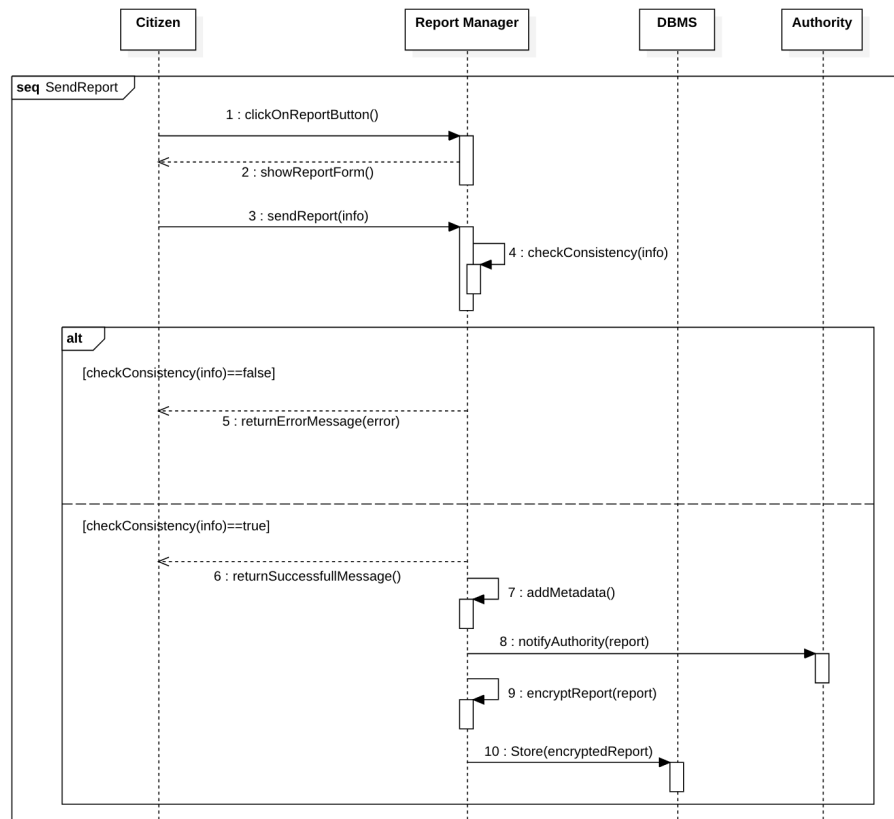 Citizen
Report Manager
DBMS
Authority
seq SendReport
1 : clickOnReportButton()
2 : showReportForm()
3 : sendReport(info)
4 : checkConsistency(info)
alt
[checkConsistency(info)==false]
5 : returnErrorMessage(error)
[checkConsistency(info)==true]
6 : returnSuccessfullMessage()
7 : addMetadata()
8 : notifyAuthority(report)
9 : encryptReport(report)
10 : Store(encryptedReport)